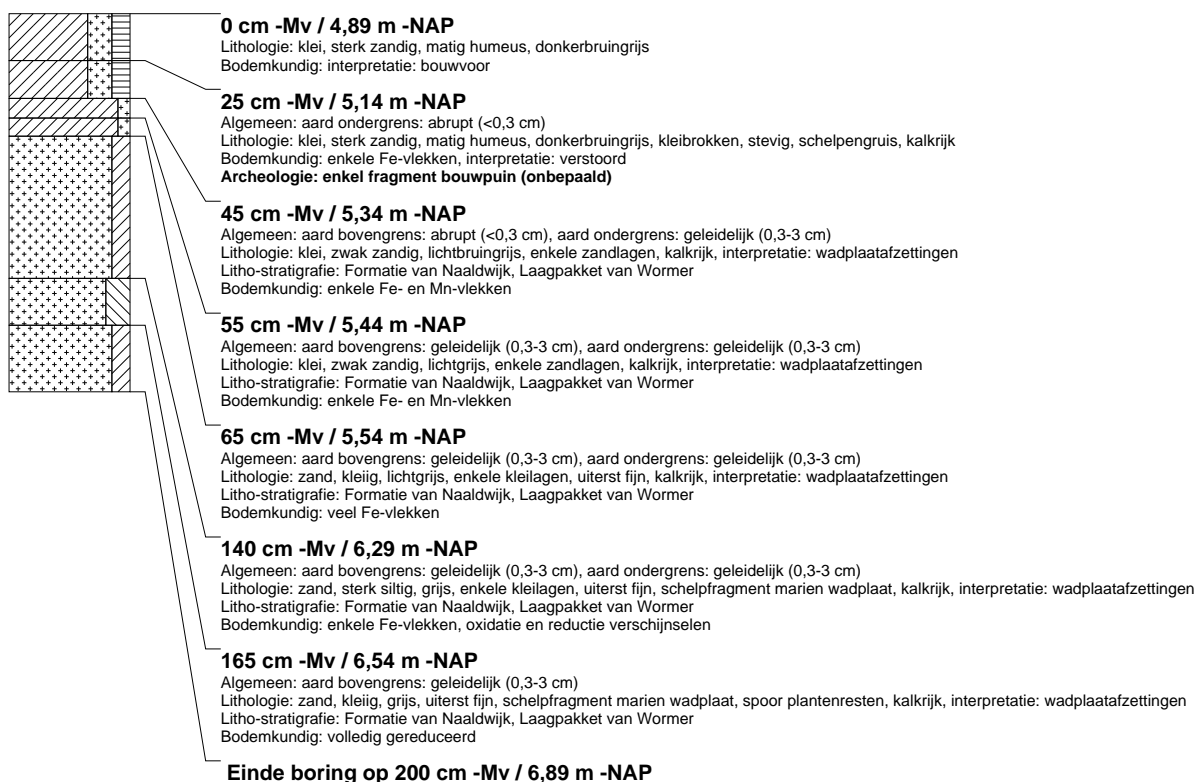 0 cm -Mv / 4,89 m -NAP
Lithologie: klei, sterk zandig, matig humeus, donkerbruingrijs
Bodemkundig: interpretatie: bouwvoor
25 cm -Mv / 5,14 m -NAP
Algemeen: aard ondergrens: abrupt (<0,3 cm)
Lithologie: klei, sterk zandig, matig humeus, donkerbruingrijs, kleibrokken, stevig, schelpengruis, kalkrijk
Bodemkundig: enkele Fe-vlekken, interpretatie: verstoord
Archeologie: enkel fragment bouwpuin (onbepaald)
45 cm -Mv / 5,34 m -NAP
Algemeen: aard bovengrens: abrupt (<0,3 cm), aard ondergrens: geleidelijk (0,3-3 cm)
Lithologie: klei, zwak zandig, lichtbruingrijs, enkele zandlagen, kalkrijk, interpretatie: wadplaatafzettingen
Litho-stratigrafie: Formatie van Naaldwijk, Laagpakket van Wormer
Bodemkundig: enkele Fe- en Mn-vlekken
55 cm -Mv / 5,44 m -NAP
Algemeen: aard bovengrens: geleidelijk (0,3-3 cm), aard ondergrens: geleidelijk (0,3-3 cm)
Lithologie: klei, zwak zandig, lichtgrijs, enkele zandlagen, kalkrijk, interpretatie: wadplaatafzettingen
Litho-stratigrafie: Formatie van Naaldwijk, Laagpakket van Wormer
Bodemkundig: enkele Fe- en Mn-vlekken
65 cm -Mv / 5,54 m -NAP
Algemeen: aard bovengrens: geleidelijk (0,3-3 cm), aard ondergrens: geleidelijk (0,3-3 cm)
Lithologie: zand, kleiig, lichtgrijs, enkele kleilagen, uiterst fijn, kalkrijk, interpretatie: wadplaatafzettingen
Litho-stratigrafie: Formatie van Naaldwijk, Laagpakket van Wormer
Bodemkundig: veel Fe-vlekken
140 cm -Mv / 6,29 m -NAP
Algemeen: aard bovengrens: geleidelijk (0,3-3 cm), aard ondergrens: geleidelijk (0,3-3 cm)
Lithologie: zand, sterk siltig, grijs, enkele kleilagen, uiterst fijn, schelpfragment marien wadplaat, kalkrijk, interpretatie: wadplaatafzettingen
Litho-stratigrafie: Formatie van Naaldwijk, Laagpakket van Wormer
Bodemkundig: enkele Fe-vlekken, oxidatie en reductie verschijnselen
165 cm -Mv / 6,54 m -NAP
Algemeen: aard bovengrens: geleidelijk (0,3-3 cm)
Lithologie: zand, kleiig, grijs, uiterst fijn, schelpfragment marien wadplaat, spoor plantenresten, kalkrijk, interpretatie: wadplaatafzettingen
Litho-stratigrafie: Formatie van Naaldwijk, Laagpakket van Wormer
Bodemkundig: volledig gereduceerd
Einde boring op 200 cm -Mv / 6,89 m -NAP